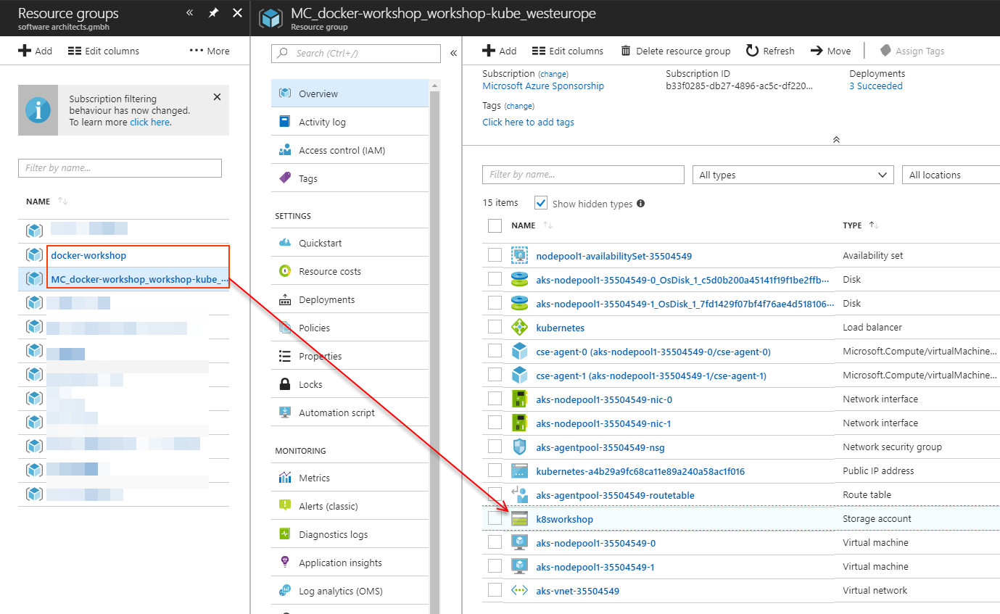 Resource groups
software architects.gmbh
Add
Edit columns
More
Subscription filtering
behaviour has now changed.
To learn more click here.
Filter by name...
NAME
docker-workshop
MC_docker-workshop_workshop-kube_...
MC_docker-workshop_workshop-kube_westeurope
Resource group
Search (Ctrl+/)
Overview
Activity log
Access control (IAM)
Tags
SETTINGS
Quickstart
Resource costs
Deployments
Policies
Properties
Locks
Automation script
MONITORING
Metrics
Alerts (classic)
Diagnostics logs
Application insights
Log analytics (OMS)
Add
Edit columns
Delete resource group
Refresh
Move
Assign Tags
Subscription (change)
Microsoft Azure Sponsorship
Subscription ID
b33f0285-db27-4896-ac5c-df220...
Deployments
3 Succeeded
Tags (change)
Click here to add tags
Filter by name...
All types
All locations
15 items
Show hidden types
NAME TYPE
nodepool1-availabilitySet-35504549 Availability set
aks-nodepool1-35504549-0_OsDisk_1_c5d0b200a45141f19f1be2ffb... Disk
aks-nodepool1-35504549-1_OsDisk_1_7fd1429f07bf4f76ae4d518106... Disk
kubernetes Load balancer
cse-agent-0 (aks-nodepool1-35504549-0/cse-agent-0) Microsoft.Compute/virtualMachine...
cse-agent-1 (aks-nodepool1-35504549-1/cse-agent-1) Microsoft.Compute/virtualMachine...
aks-nodepool1-35504549-nic-0 Network interface
aks-nodepool1-35504549-nic-1 Network interface
aks-agentpool-35504549-nsg Network security group
kubernetes-a4b29a9fc68ca11e89a240a58ac1f016 Public IP address
aks-agentpool-35504549-routetable Route table
k8sworkshop Storage account
aks-nodepool1-35504549-0 Virtual machine
aks-nodepool1-35504549-1 Virtual machine
aks-vnet-35504549 Virtual network